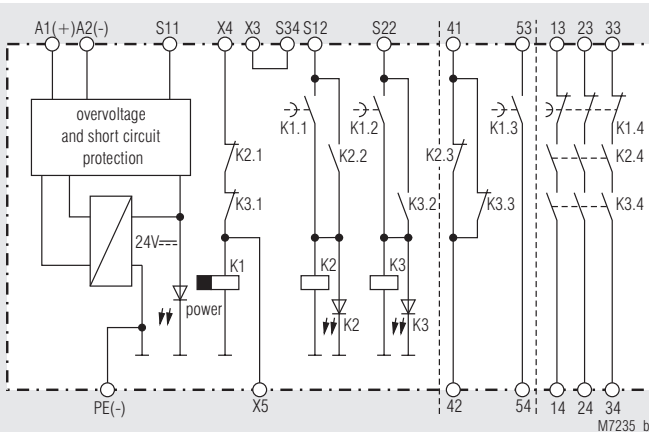 A1(+) A2(-) S11 X4 X3 S34 S12 S22 41 53 13 23 33
overvoltage
and short circuit
protection
K1.1 K1.2 K1.3 K1.4
K2.1 K2.2 K2.3 K2.4
K3.1 K3.2 K3.3 K3.4
24V
K1 K2 K3
power
K2 K3
PE(-) X5 42 54 14 24 34
M7235_b